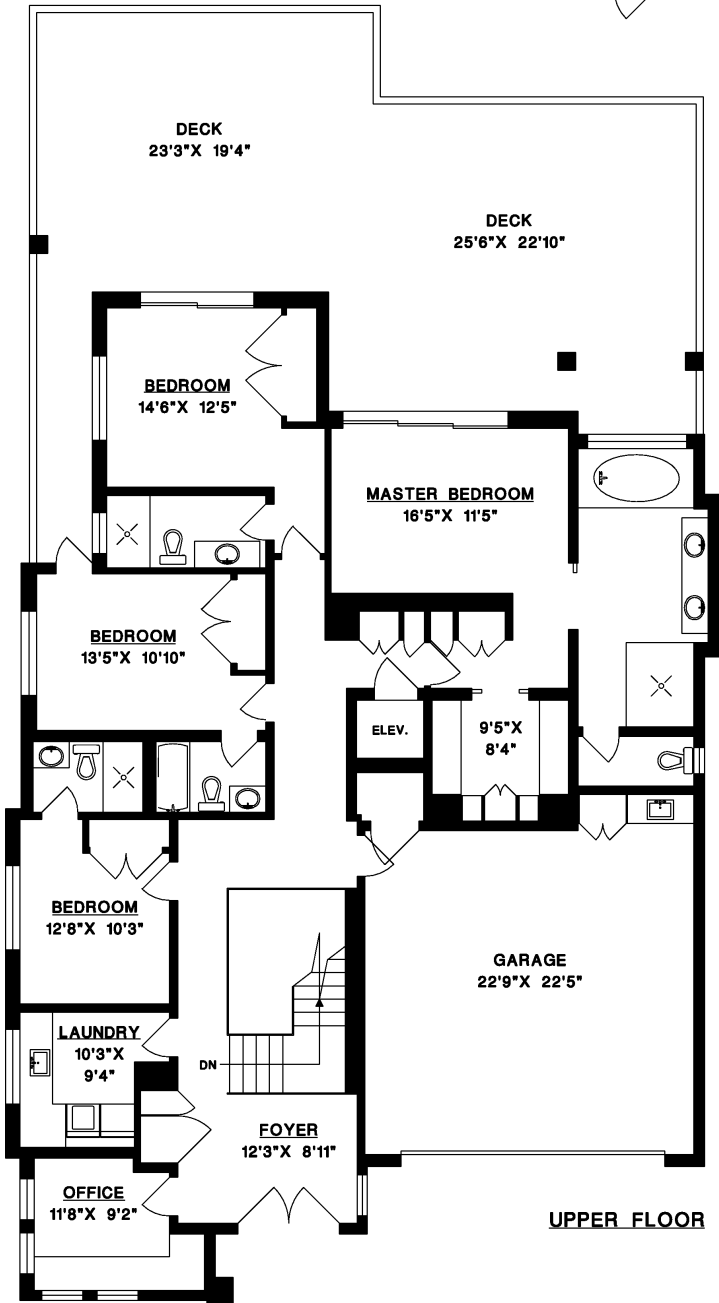 DECK
23'3"X 19'4"
DECK
25'6"X 22'10"
BEDROOM
14'6"X 12'5"
MASTER BEDROOM
16'5"X 11'5"
BEDROOM
13'5"X 10'10"
ELEV.
9'5"X
8'4"
BEDROOM
12'8"X 10'3"
GARAGE
22'9"X 22'5"
LAUNDRY
10'3"X
9'4"
DN
FOYER
12'3"X 8'11"
OFFICE
11'8"X 9'2"
UPPER FLOOR